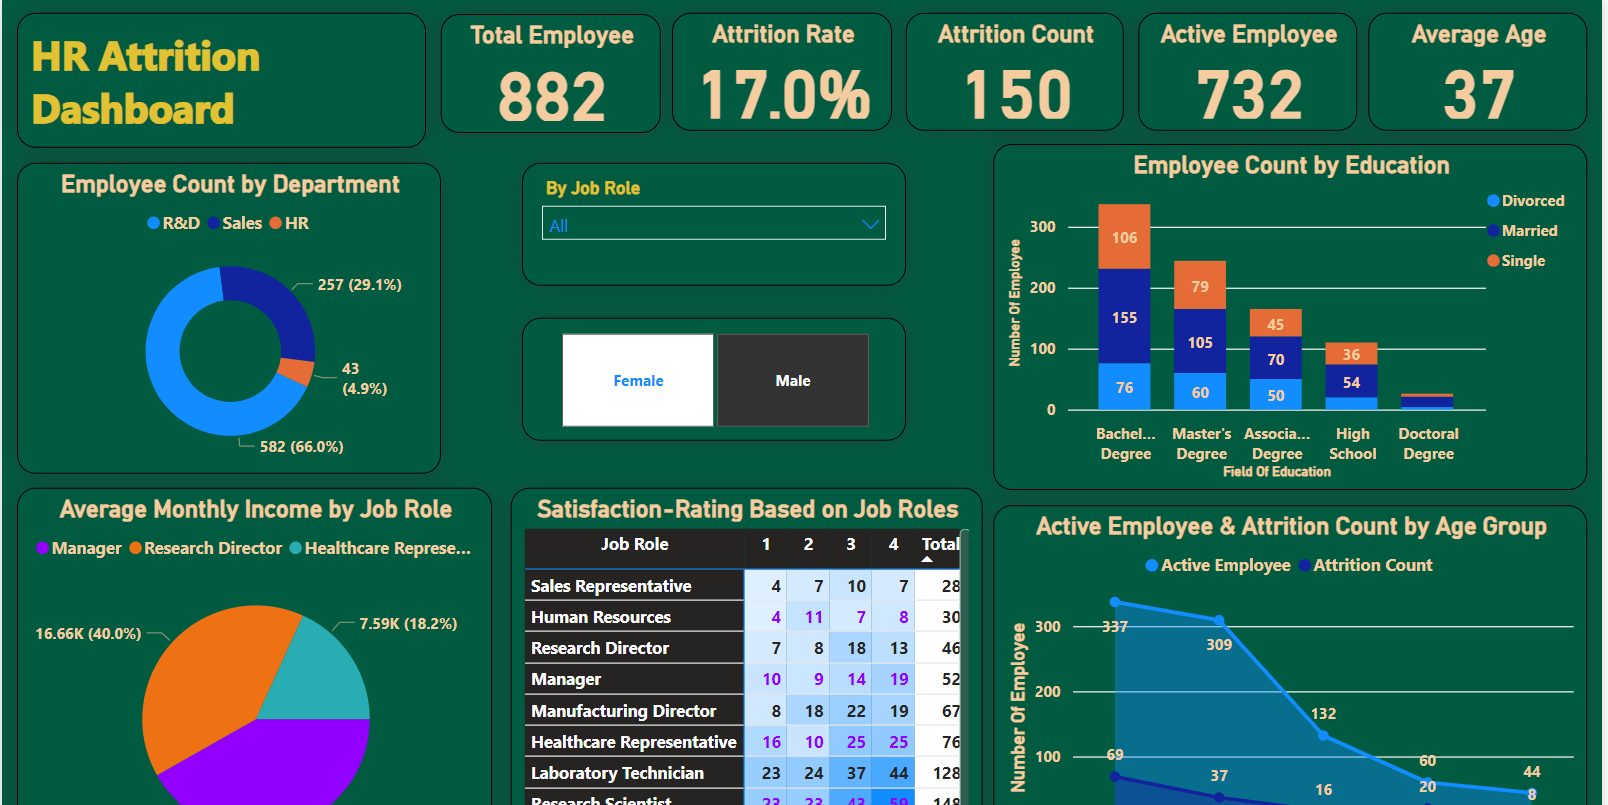 HR Attrition
Dashboard
Total Employee
882
Attrition Rate
17.0%
Attrition Count
150
Active Employee
732
Average Age
37
Employee Count by Department
R&D Sales HR
257 (29.1%)
43
(4.9%)
582 (66.0%)
By Job Role
All
Female
Male
Employee Count by Education
Divorced
Married
Single
Number Of Employee
300
200
100
0
106
155
76
79
105
60
45
70
50
36
54
Bachel...
Degree
Master's
Degree
Associa...
Degree
High
School
Doctoral
Degree
Field Of Education
Average Monthly Income by Job Role
Manager Research Director Healthcare Represe...
16.66K (40.0%)
7.59K (18.2%)
Satisfaction-Rating Based on Job Roles
Job Role 1 2 3 4 Total
Sales Representative 4 7 10 7 28
Human Resources 4 11 7 8 30
Research Director 7 8 18 13 46
Manager 10 9 14 19 52
Manufacturing Director 8 18 22 19 67
Healthcare Representative 16 10 25 25 76
Laboratory Technician 23 24 37 44 128
Research Scientist 23 23 43 59 148
Active Employee & Attrition Count by Age Group
Active Employee Attrition Count
Number Of Employee
300
200
100
337
309
132
60
44
69
37
16
20
8